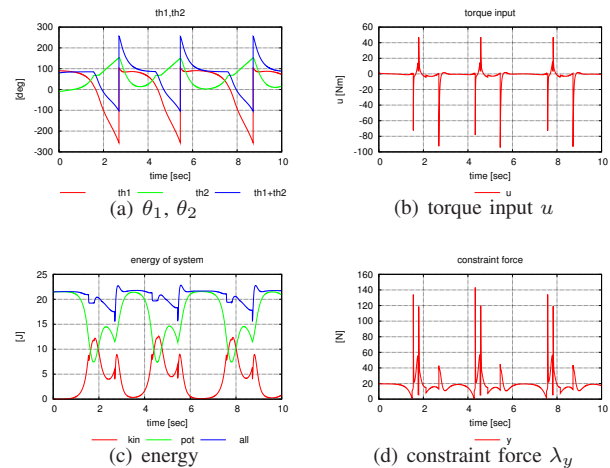 th1,th2
300
200
100
0
-100
-200
-300
[deg]
0 2 4 6 8 10
time [sec]
th1 th2 th1+th2
(a) θ1, θ2
torque input
60
40
20
0
-20
-40
-60
-80
-100
u [Nm]
0 2 4 6 8 10
time [sec]
u
(b) torque input u
energy of system
25
20
15
10
5
0
[J]
0 2 4 6 8 10
time [sec]
kin pot all
(c) energy
constraint force
160
140
120
100
80
60
40
20
0
[N]
0 2 4 6 8 10
time [sec]
y
(d) constraint force λy